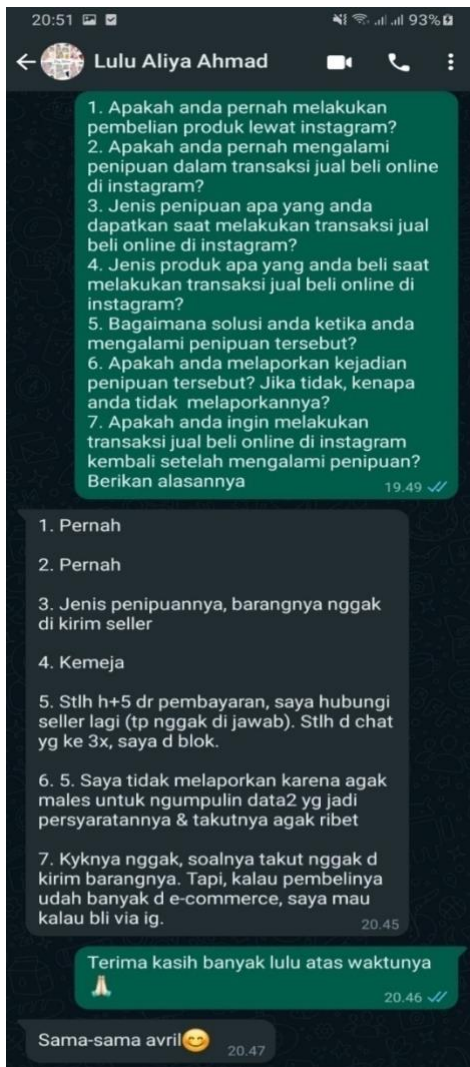 20:51 93%
Lulu Aliya Ahmad
1. Apakah anda pernah melakukan
pembelian produk lewat instagram?
2. Apakah anda pernah mengalami
penipuan dalam transaksi jual beli online
di instagram?
3. Jenis penipuan apa yang anda
dapatkan saat melakukan transaksi jual
beli online di instagram?
4. Jenis produk apa yang anda beli saat
melakukan transaksi jual beli online di
instagram?
5. Bagaimana solusi anda ketika anda
mengalami penipuan tersebut?
6. Apakah anda melaporkan kejadian
penipuan tersebut? Jika tidak, kenapa
anda tidak melaporkannya?
7. Apakah anda ingin melakukan
transaksi jual beli online di instagram
kembali setelah mengalami penipuan?
Berikan alasannya
19.49
1. Pernah
2. Pernah
3. Jenis penipuannya, barangnya nggak
di kirim seller
4. Kemeja
5. Stlh h+5 dr pembayaran, saya hubungi
seller lagi (tp nggak di jawab). Stlh d chat
yg ke 3x, saya d blok.
6. 5. Saya tidak melaporkan karena agak
males untuk ngumpulin data2 yg jadi
persyaratannya & takutnya agak ribet
7. Kyknya nggak, soalnya takut nggak d
kirim barangnya. Tapi, kalau pembelinya
udah banyak d e-commerce, saya mau
kalau bli via ig.
20.45
Terima kasih banyak lulu atas waktunya
🙏🏻
20.46
Sama-sama avril😊
20.47